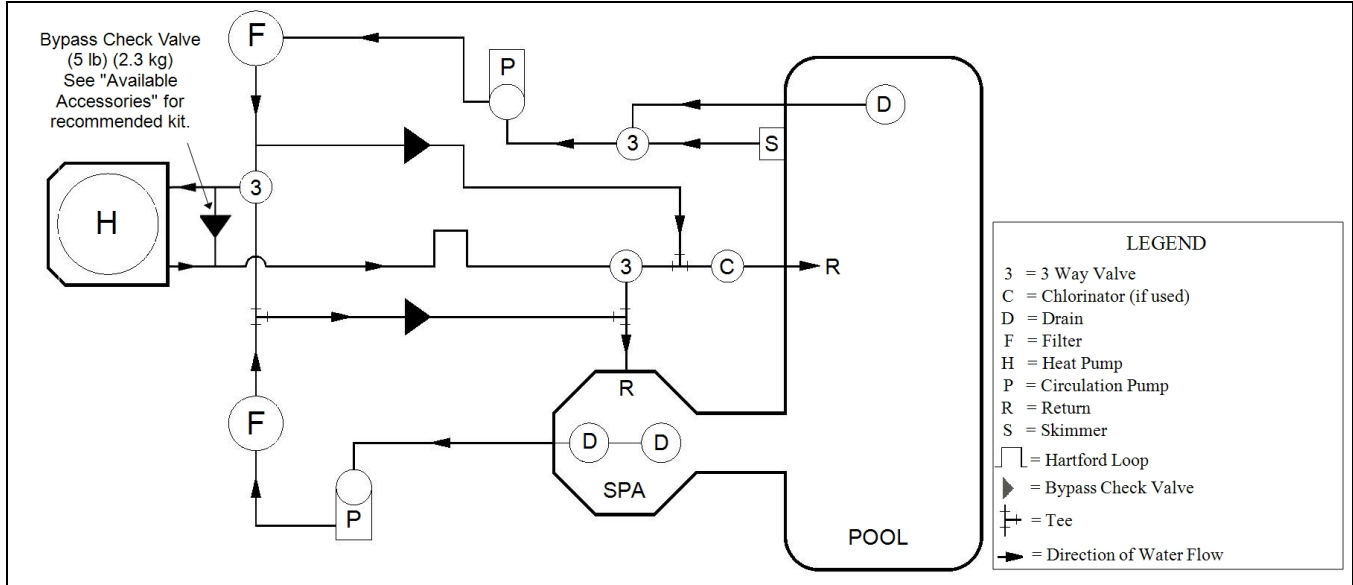 Bypass Check Valve
(5 lb) (2.3 kg)
See "Available
Accessories" for
recommended kit.
F
P
D
3
S
3
H
3
C
R
F
P
R
D
D
SPA
POOL
LEGEND
3 = 3 Way Valve
C = Chlorinator (if used)
D = Drain
F = Filter
H = Heat Pump
P = Circulation Pump
R = Return
S = Skimmer
= Hartford Loop
= Bypass Check Valve
= Tee
= Direction of Water Flow